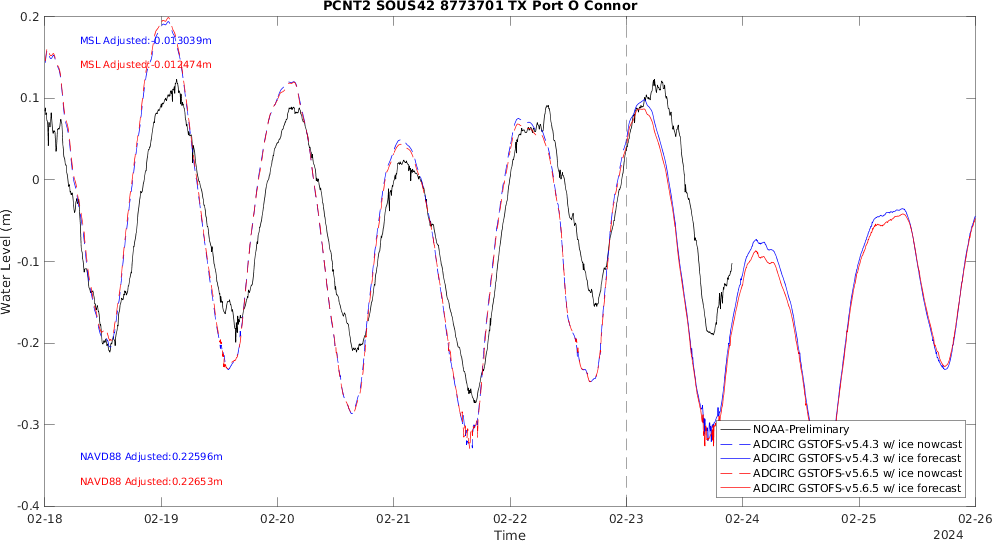 PCNT2 SOUS42 8773701 TX Port O Connor
0.2
MSL Adjusted:-0.013039m
MSL Adjusted:-0.012474m
0.1
0
Water Level (m)
-0.1
-0.2
-0.3
NOAA-Preliminary
ADCIRC GSTOFS-v5.4.3 w/ ice nowcast
NAVD88 Adjusted:0.22596m
ADCIRC GSTOFS-v5.4.3 w/ ice forecast
ADCIRC GSTOFS-v5.6.5 w/ ice nowcast
NAVD88 Adjusted:0.22653m
ADCIRC GSTOFS-v5.6.5 w/ ice forecast
-0.4
02-18 02-19 02-20 02-21 02-22 02-23 02-24 02-25 02-26
Time
2024